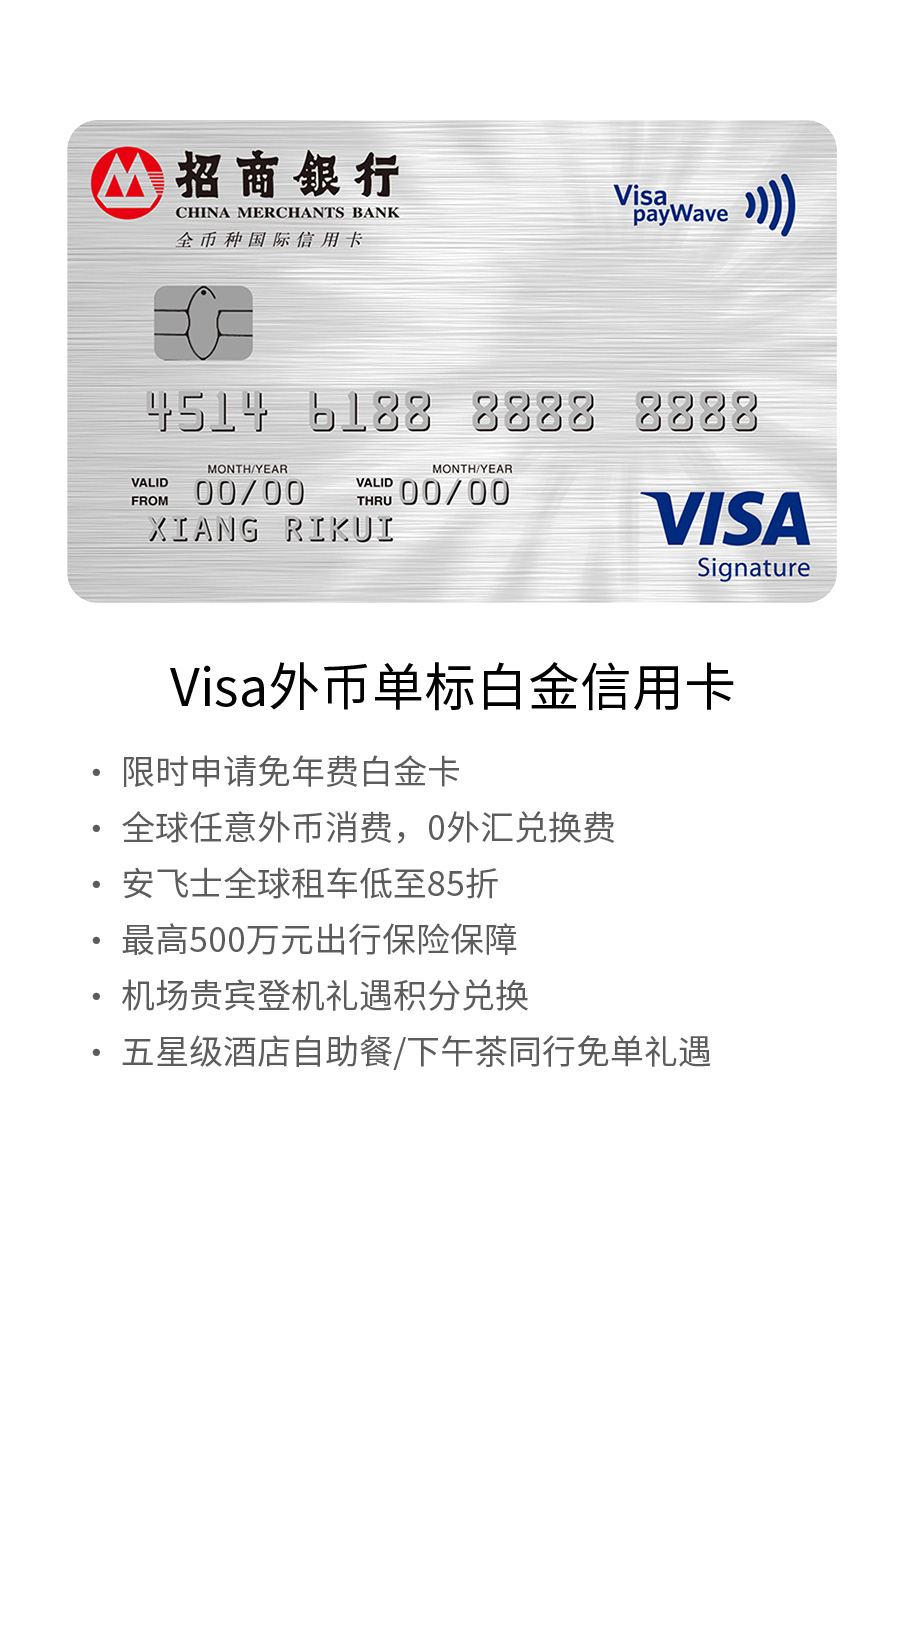 招商銀行
CHINA MERCHANTS BANK
全币种国际信用卡
Visa
payWave
4514 6188 8888 8888
MONTH/YEAR MONTH/YEAR
VALID FROM 00/00 VALID THRU 00/00
XIANG RIKUI
VISA
Signature
Visa外币单标白金信用卡
• 限时申请免年费白金卡
• 全球任意外币消费，0外汇兑换费
• 安飞士全球租车低至85折
• 最高500万元出行保险保障
• 机场贵宾登机礼遇积分兑换
• 五星级酒店自助餐/下午茶同行免单礼遇